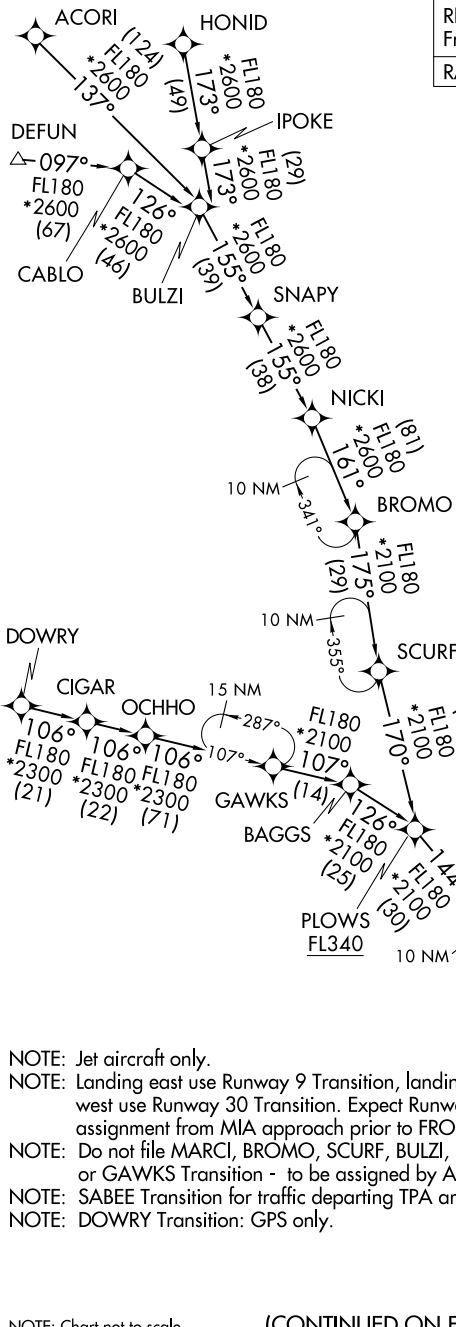 ACORI
HONID
(124)
FL180
*2600
137°
FL180
*2600
173°
(49)
IPOKE
DEFUN
097°
FL180
*2600
(67)
CABLO
126°
FL180
*2600
(46)
BULZI
(29)
FL180
*2600
173°
FL180
*2600
155°
(39)
SNAPY
FL180
*2600
155°
(38)
NICKI
(81)
FL180
*2600
161°
10 NM
341°
BROMO
FL180
*2100
175°
(29)
10 NM
355°
SCURF
FL180
*2100
170°
DOWRY
CIGAR
OCHHO
15 NM
106°
FL180
*2300
(21)
106°
FL180
*2300
(22)
106°
FL180
*2300
(71)
107°
287°
GAWKS
FL180
*2100
107°
(14)
BAGGS
126°
FL180
*2100
(25)
PLOWS
FL340
144
FL180
*2100
(30)
10 NM
NOTE: Jet aircraft only.
NOTE: Landing east use Runway 9 Transition, landin
west use Runway 30 Transition. Expect Runw
assignment from MIA approach prior to FRO
NOTE: Do not file MARCI, BROMO, SCURF, BULZI,
or GAWKS Transition - to be assigned by A
NOTE: SABEE Transition for traffic departing TPA a
NOTE: DOWRY Transition: GPS only.
NOTE: Chart not to scale
(CONTINUED ON F